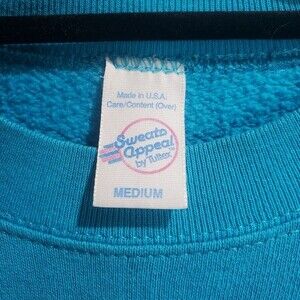 Made in U.S.A.
Care/Content (Over)
Sweats
Appeal
by Tultex
MEDIUM